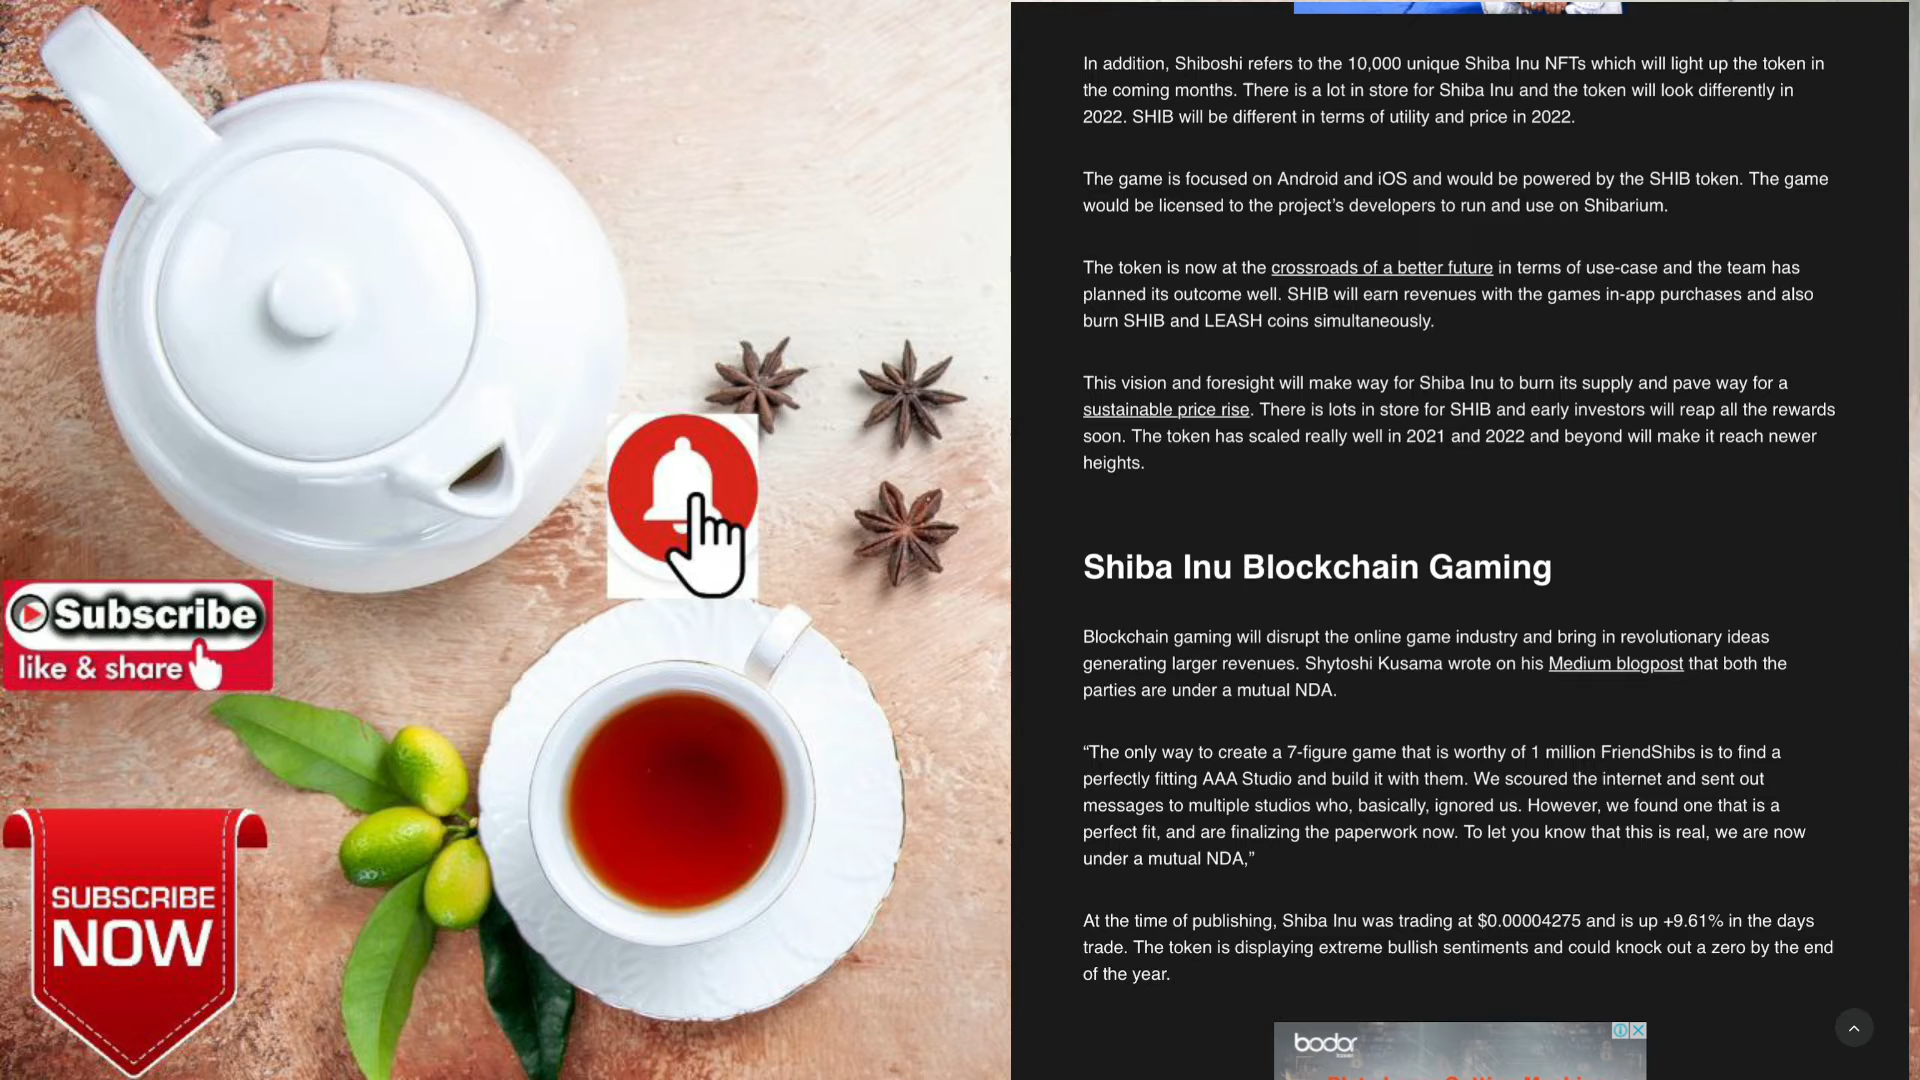 In addition, Shiboshi refers to the 10,000 unique Shiba Inu NFTs which will light up the token in
the coming months. There is a lot in store for Shiba Inu and the token will look differently in
2022. SHIB will be different in terms of utility and price in 2022.
The game is focused on Android and iOS and would be powered by the SHIB token. The game
would be licensed to the project’s developers to run and use on Shibarium.
The token is now at the crossroads of a better future in terms of use-case and the team has
planned its outcome well. SHIB will earn revenues with the games in-app purchases and also
burn SHIB and LEASH coins simultaneously.
This vision and foresight will make way for Shiba Inu to burn its supply and pave way for a
sustainable price rise. There is lots in store for SHIB and early investors will reap all the rewards
soon. The token has scaled really well in 2021 and 2022 and beyond will make it reach newer
heights.
Shiba Inu Blockchain Gaming
Blockchain gaming will disrupt the online game industry and bring in revolutionary ideas
generating larger revenues. Shytoshi Kusama wrote on his Medium blogpost that both the
parties are under a mutual NDA.
“The only way to create a 7-figure game that is worthy of 1 million FriendShibs is to find a
perfectly fitting AAA Studio and build it with them. We scoured the internet and sent out
messages to multiple studios who, basically, ignored us. However, we found one that is a
perfect fit, and are finalizing the paperwork now. To let you know that this is real, we are now
under a mutual NDA,”
At the time of publishing, Shiba Inu was trading at $0.00004275 and is up +9.61% in the days
trade. The token is displaying extreme bullish sentiments and could knock out a zero by the end
of the year.
bodor
Subscribe
like & share
SUBSCRIBE
NOW